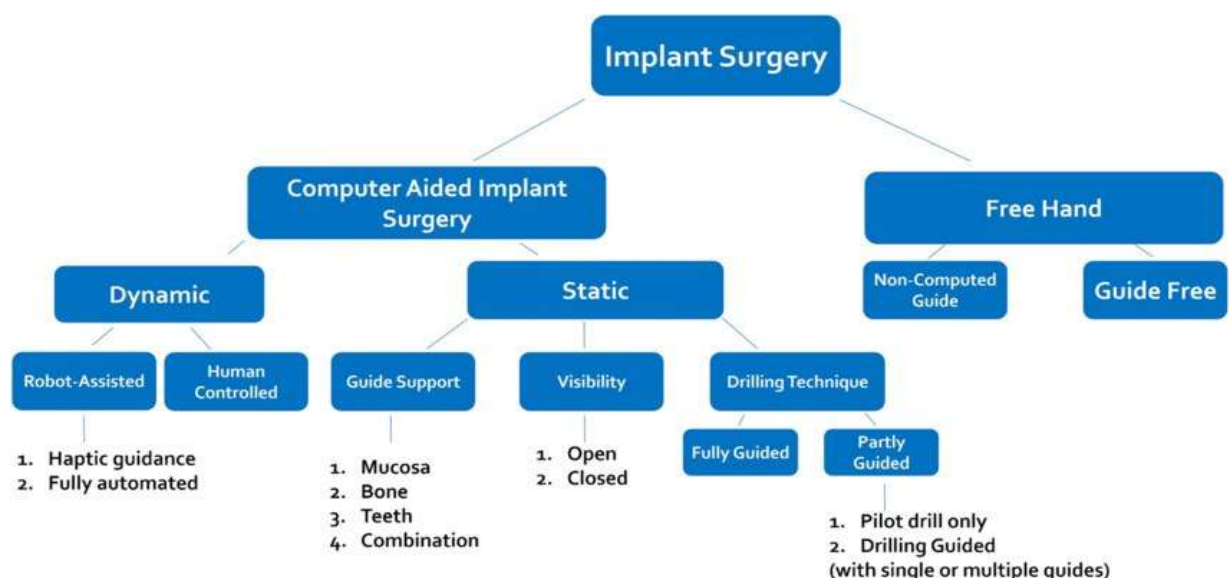 Implant Surgery
Computer Aided Implant
Surgery
Free Hand
Dynamic
Static
Non-Computed
Guide
Guide Free
Robot-Assisted
Human
Controlled
Guide Support
Visibility
Drilling Technique
1. Haptic guidance
2. Fully automated
1. Mucosa
2. Bone
3. Teeth
4. Combination
1. Open
2. Closed
Fully Guided
Partly
Guided
1. Pilot drill only
2. Drilling Guided
(with single or multiple guides)